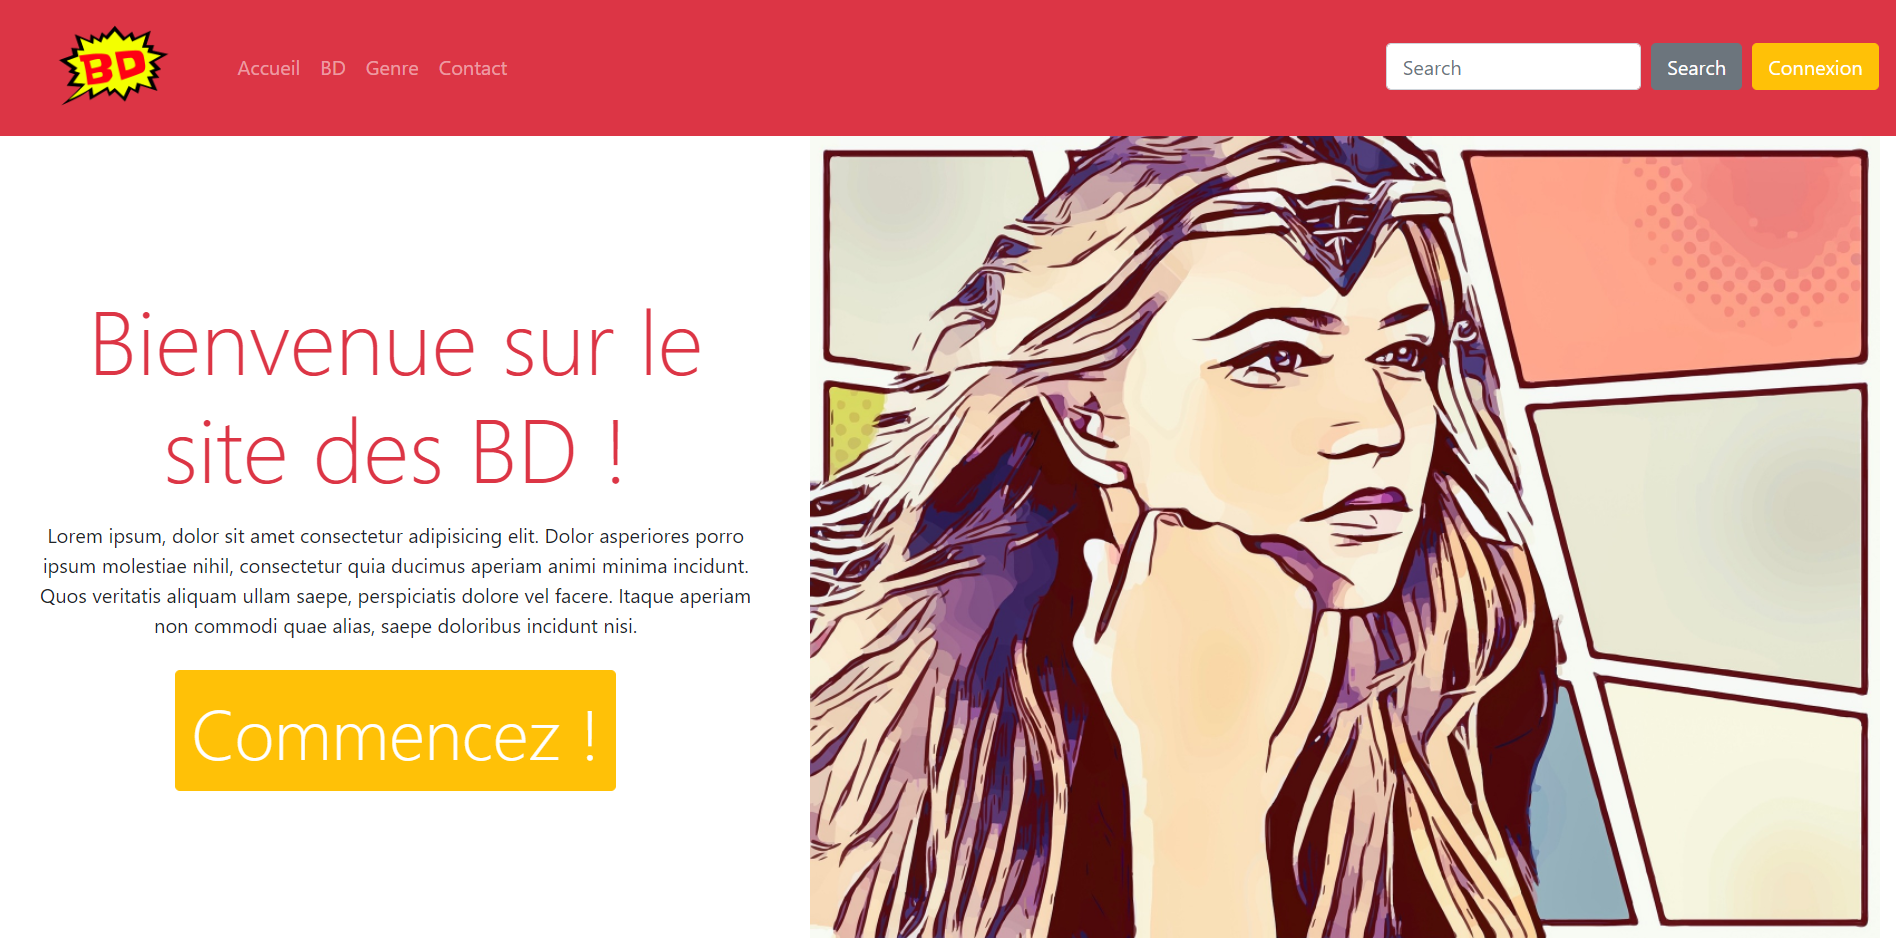 BD
Accueil BD Genre Contact
Search Search Connexion
Bienvenue sur le
site des BD !
Lorem ipsum, dolor sit amet consectetur adipisicing elit. Dolor asperiores porro
ipsum molestiae nihil, consectetur quia ducimus aperiam animi minima incidunt.
Quos veritatis aliquam ullam saepe, perspiciatis dolore vel facere. Itaque aperiam
non commodi quae alias, saepe doloribus incidunt nisi.
Commencez !